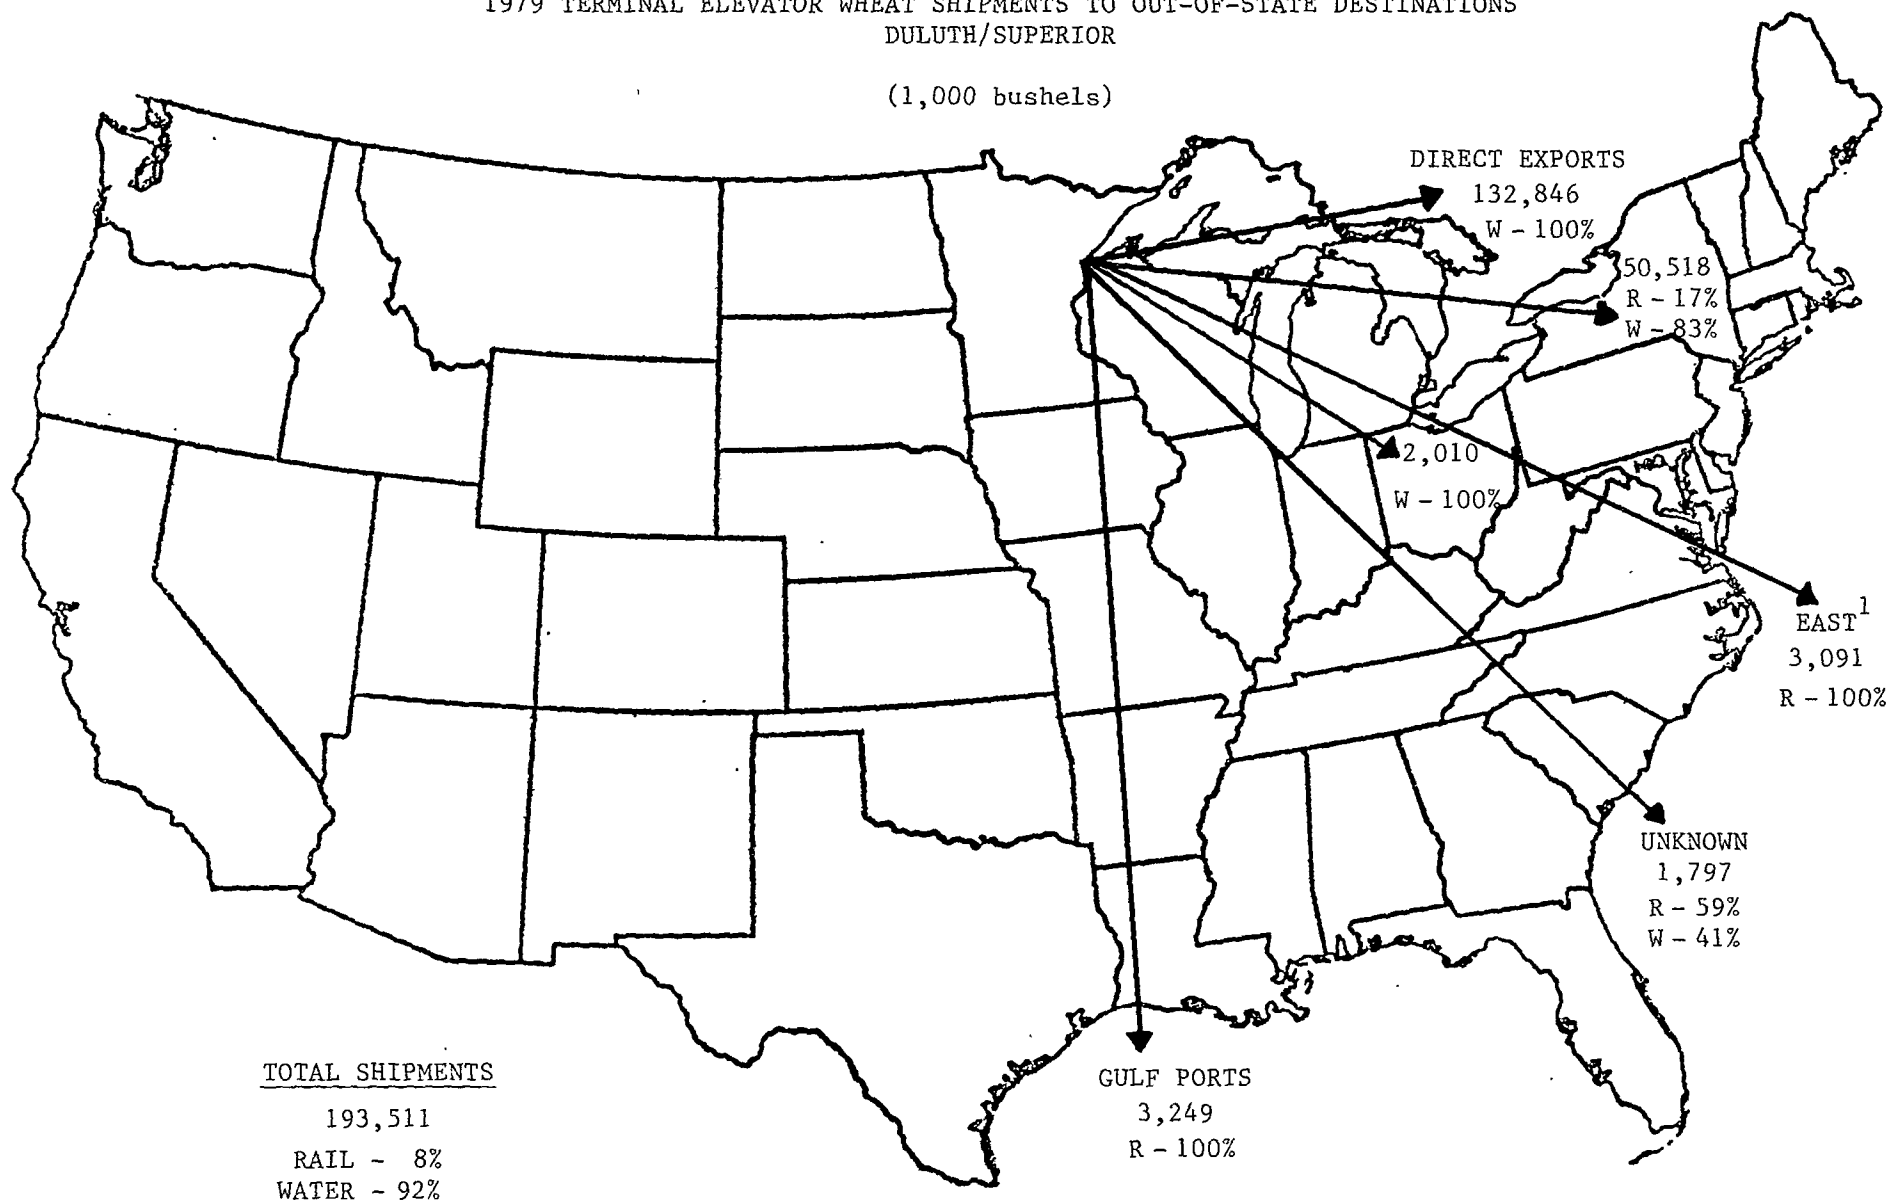 1979 TERMINAL ELEVATOR WHEAT SHIPMENTS TO OUT-OF-STATE DESTINATIONS
DULUTH/SUPERIOR
(1,000 bushels)
DIRECT EXPORTS
132,846
W - 100%
50,518
R - 17%
W - 83%
2,010
W - 100%
EAST1
3,091
R - 100%
UNKNOWN
1,797
R - 59%
W - 41%
GULF PORTS
3,249
R - 100%
TOTAL SHIPMENTS
193,511
RAIL - 8%
WATER - 92%